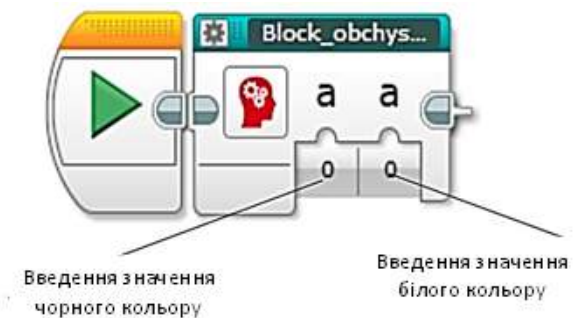 Block_obchys...
a a
0 0
Введення значення
чорного кольору
Введення значення
білого кольору